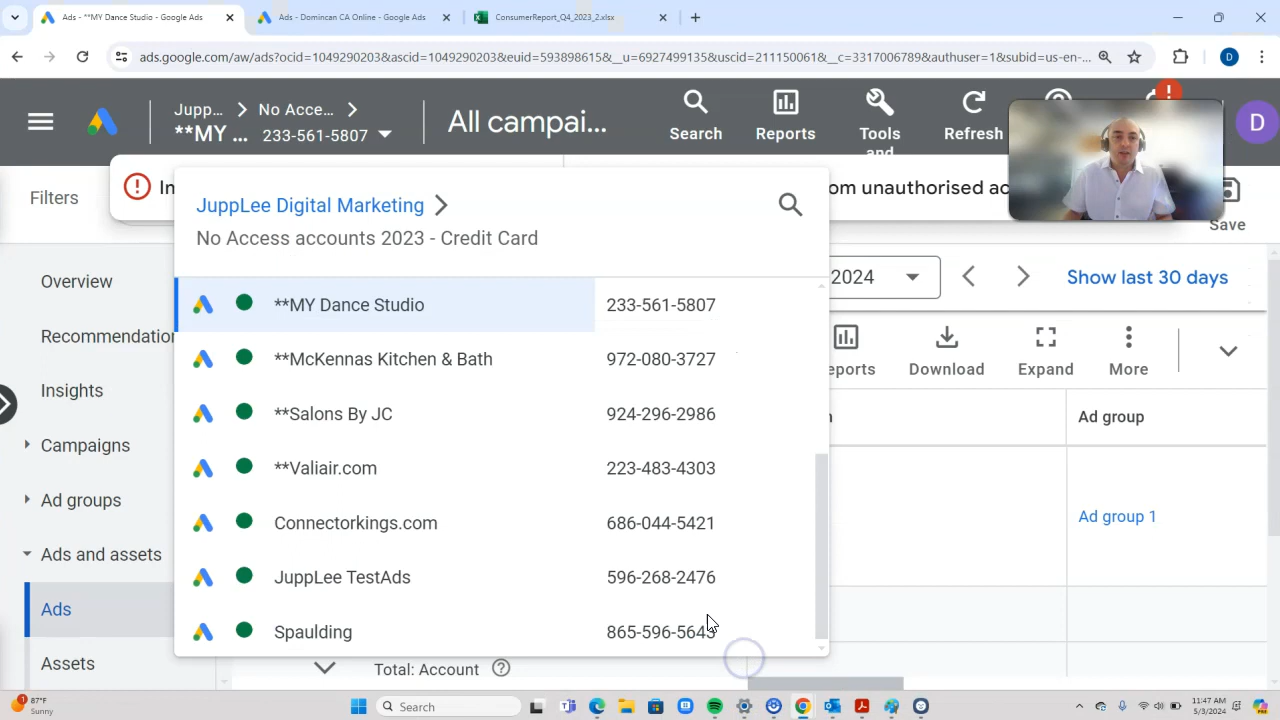 Ads - **MY Dance Studio - Google Ads
Ads - Domincan CA Online - Google Ads
ConsumerReport_Q4_2023_2.xlsx
ads.google.com/aw/ads?ocid=1049290203&ascid=1049290203&euid=593898615&__u=6927499135&uscid=211150061&__c=3317006789&authuser=1&subid=us-en-...
D
Jupp...
No Acce...
**MY ...
233-561-5807
All campai...
Search
Reports
Tools
and
Refresh
D
Filters
In
om unauthorised ac
Save
JuppLee Digital Marketing
No Access accounts 2023 - Credit Card
**MY Dance Studio 233-561-5807
**McKennas Kitchen & Bath 972-080-3727
**Salons By JC 924-296-2986
**Valiair.com 223-483-4303
Connectorkings.com 686-044-5421
JuppLee TestAds 596-268-2476
Spaulding 865-596-5643
Overview
Recommendation
Insights
Campaigns
Ad groups
Ads and assets
Ads
Assets
2024
Show last 30 days
eports
Download
Expand
More
Ad group
Ad group 1
Total: Account
87°F
Sunny
Search
11:47 AM
5/3/2024